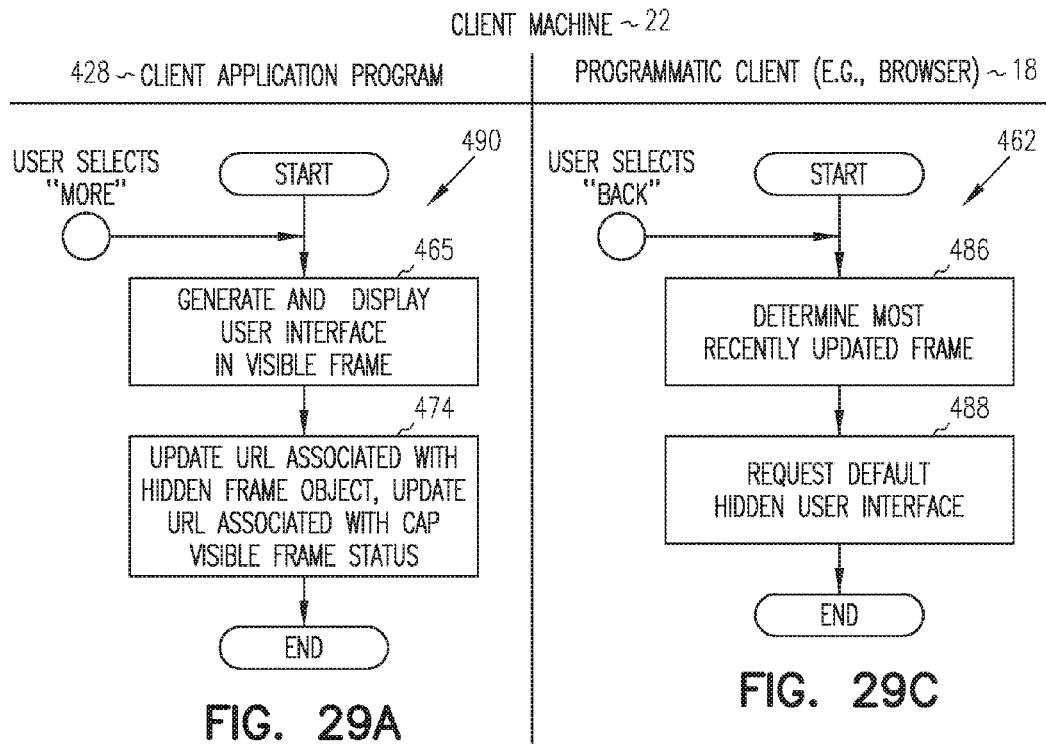 CLIENT MACHINE ~ 22
428 ~ CLIENT APPLICATION PROGRAM
PROGRAMMATIC CLIENT (E.G., BROWSER) ~ 18
USER SELECTS
"MORE"
START
490
465
GENERATE AND DISPLAY
USER INTERFACE
IN VISIBLE FRAME
474
UPDATE URL ASSOCIATED WITH
HIDDEN FRAME OBJECT, UPDATE
URL ASSOCIATED WITH CAP
VISIBLE FRAME STATUS
END
FIG. 29A
USER SELECTS
"BACK"
START
462
486
DETERMINE MOST
RECENTLY UPDATED FRAME
488
REQUEST DEFAULT
HIDDEN USER INTERFACE
END
FIG. 29C